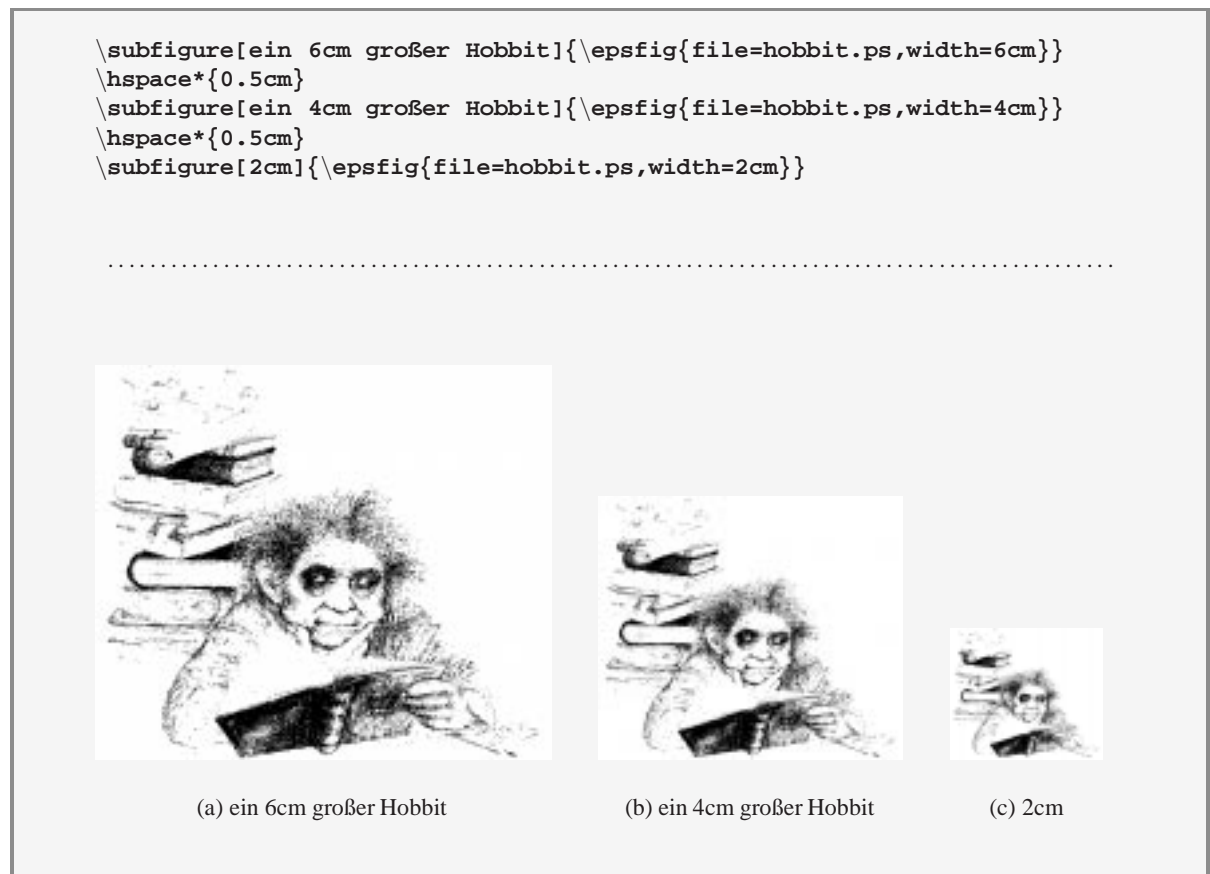 \subfigure[ein 6cm großer Hobbit]{\epsfig{file=hobbit.ps,width=6cm}}
\hspace*{0.5cm}
\subfigure[ein 4cm großer Hobbit]{\epsfig{file=hobbit.ps,width=4cm}}
\hspace*{0.5cm}
\subfigure[2cm]{\epsfig{file=hobbit.ps,width=2cm}}
(a) ein 6cm großer Hobbit (b) ein 4cm großer Hobbit (c) 2cm